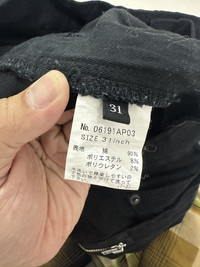 31
No. 06191AP03
SIZE 31inch
表地 綿 90%
ポリエステル 8%
ポリウレタン 2%